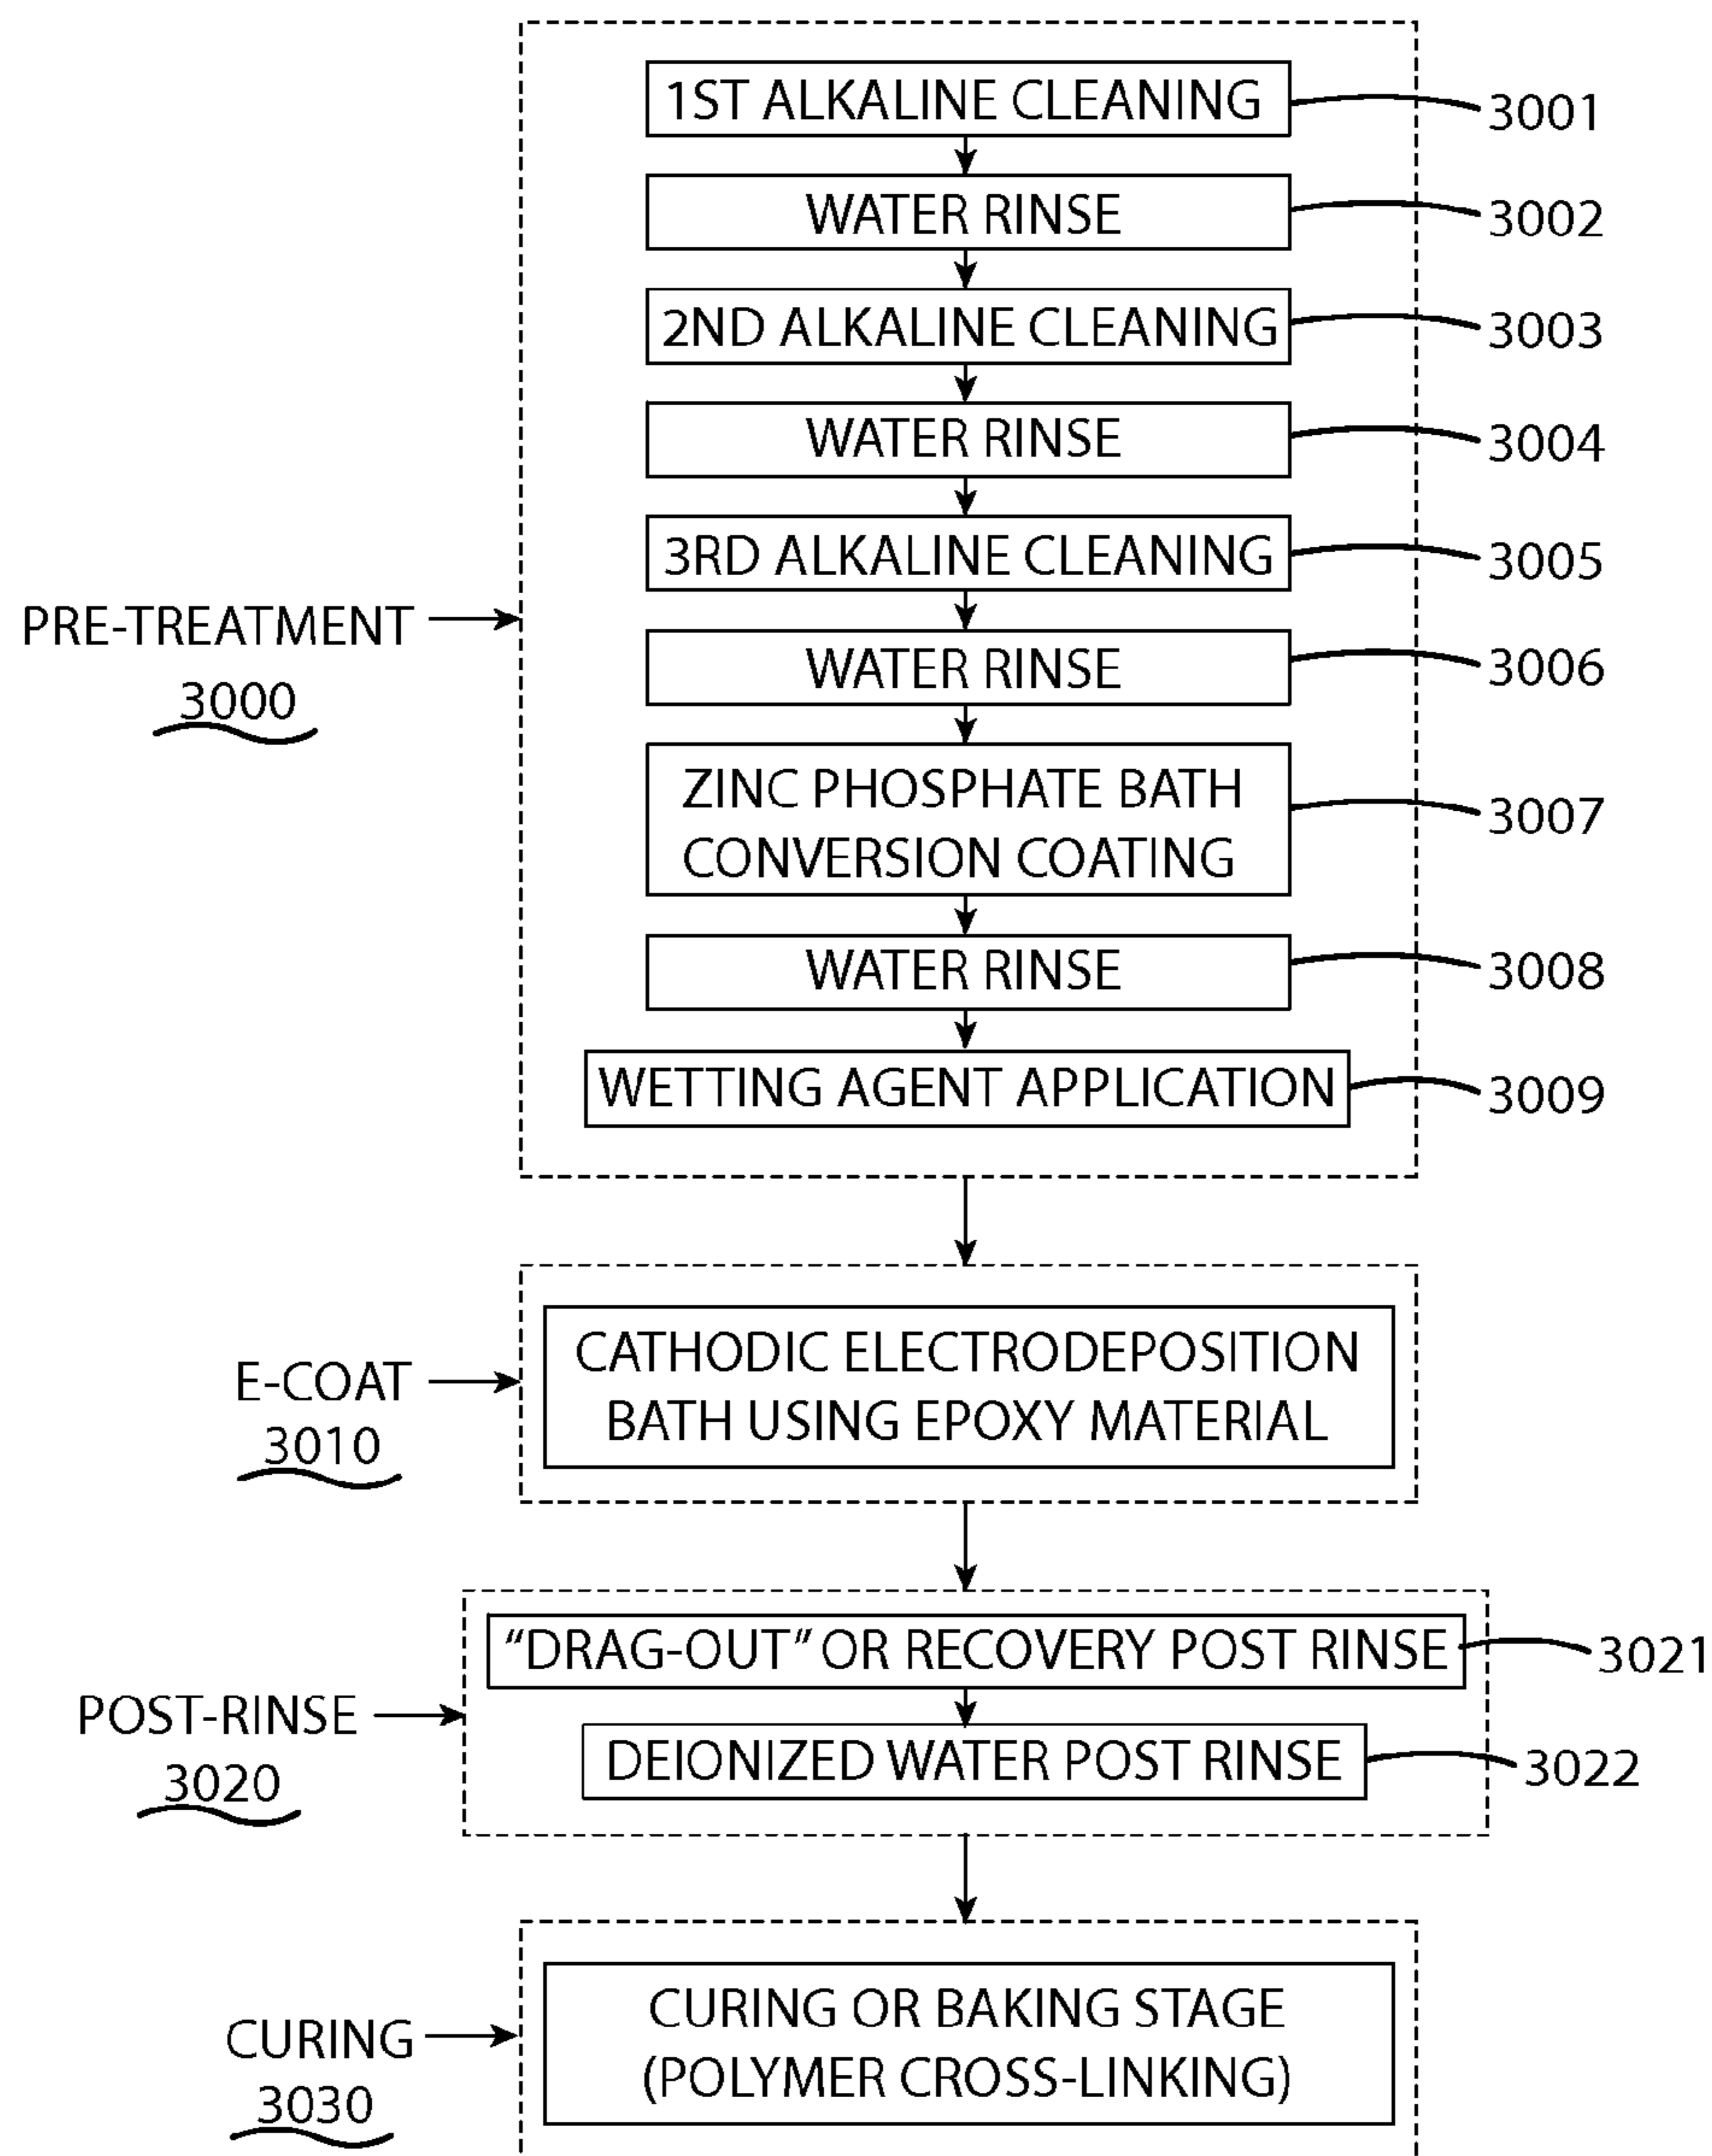 1ST ALKALINE CLEANING
3001
WATER RINSE
3002
2ND ALKALINE CLEANING
3003
WATER RINSE
3004
3RD ALKALINE CLEANING
3005
PRE-TREATMENT
3000
WATER RINSE
3006
ZINC PHOSPHATE BATH
CONVERSION COATING
3007
WATER RINSE
3008
WETTING AGENT APPLICATION
3009
E-COAT
3010
CATHODIC ELECTRODEPOSITION
BATH USING EPOXY MATERIAL
POST-RINSE
3020
“DRAG-OUT” OR RECOVERY POST RINSE
3021
DEIONIZED WATER POST RINSE
3022
CURING
3030
CURING OR BAKING STAGE
(POLYMER CROSS-LINKING)